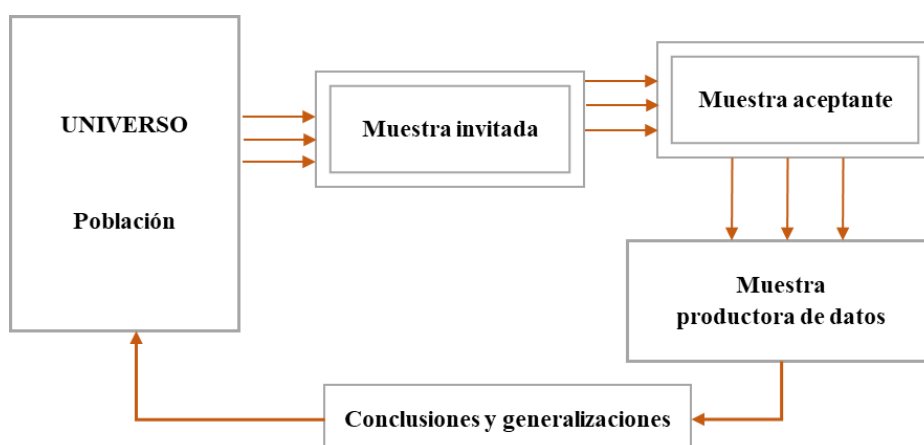 UNIVERSO
Población
Muestra invitada
Muestra aceptante
Muestra
productora de datos
Conclusiones y generalizaciones